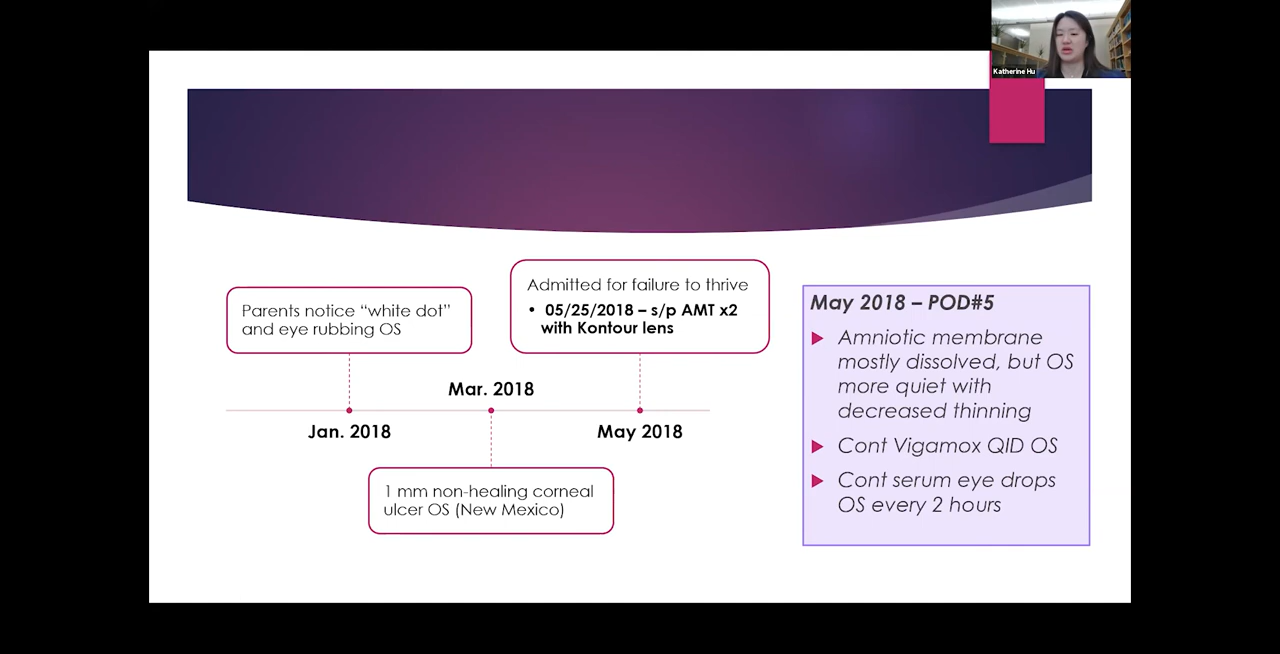 Katherine Hu
Parents notice “white dot”
and eye rubbing OS
Admitted for failure to thrive
• 05/25/2018 – s/p AMT x2
with Kontour lens
Mar. 2018
Jan. 2018
May 2018
1 mm non-healing corneal
ulcer OS (New Mexico)
May 2018 – POD#5
Amniotic membrane
mostly dissolved, but OS
more quiet with
decreased thinning
Cont Vigamox QID OS
Cont serum eye drops
OS every 2 hours